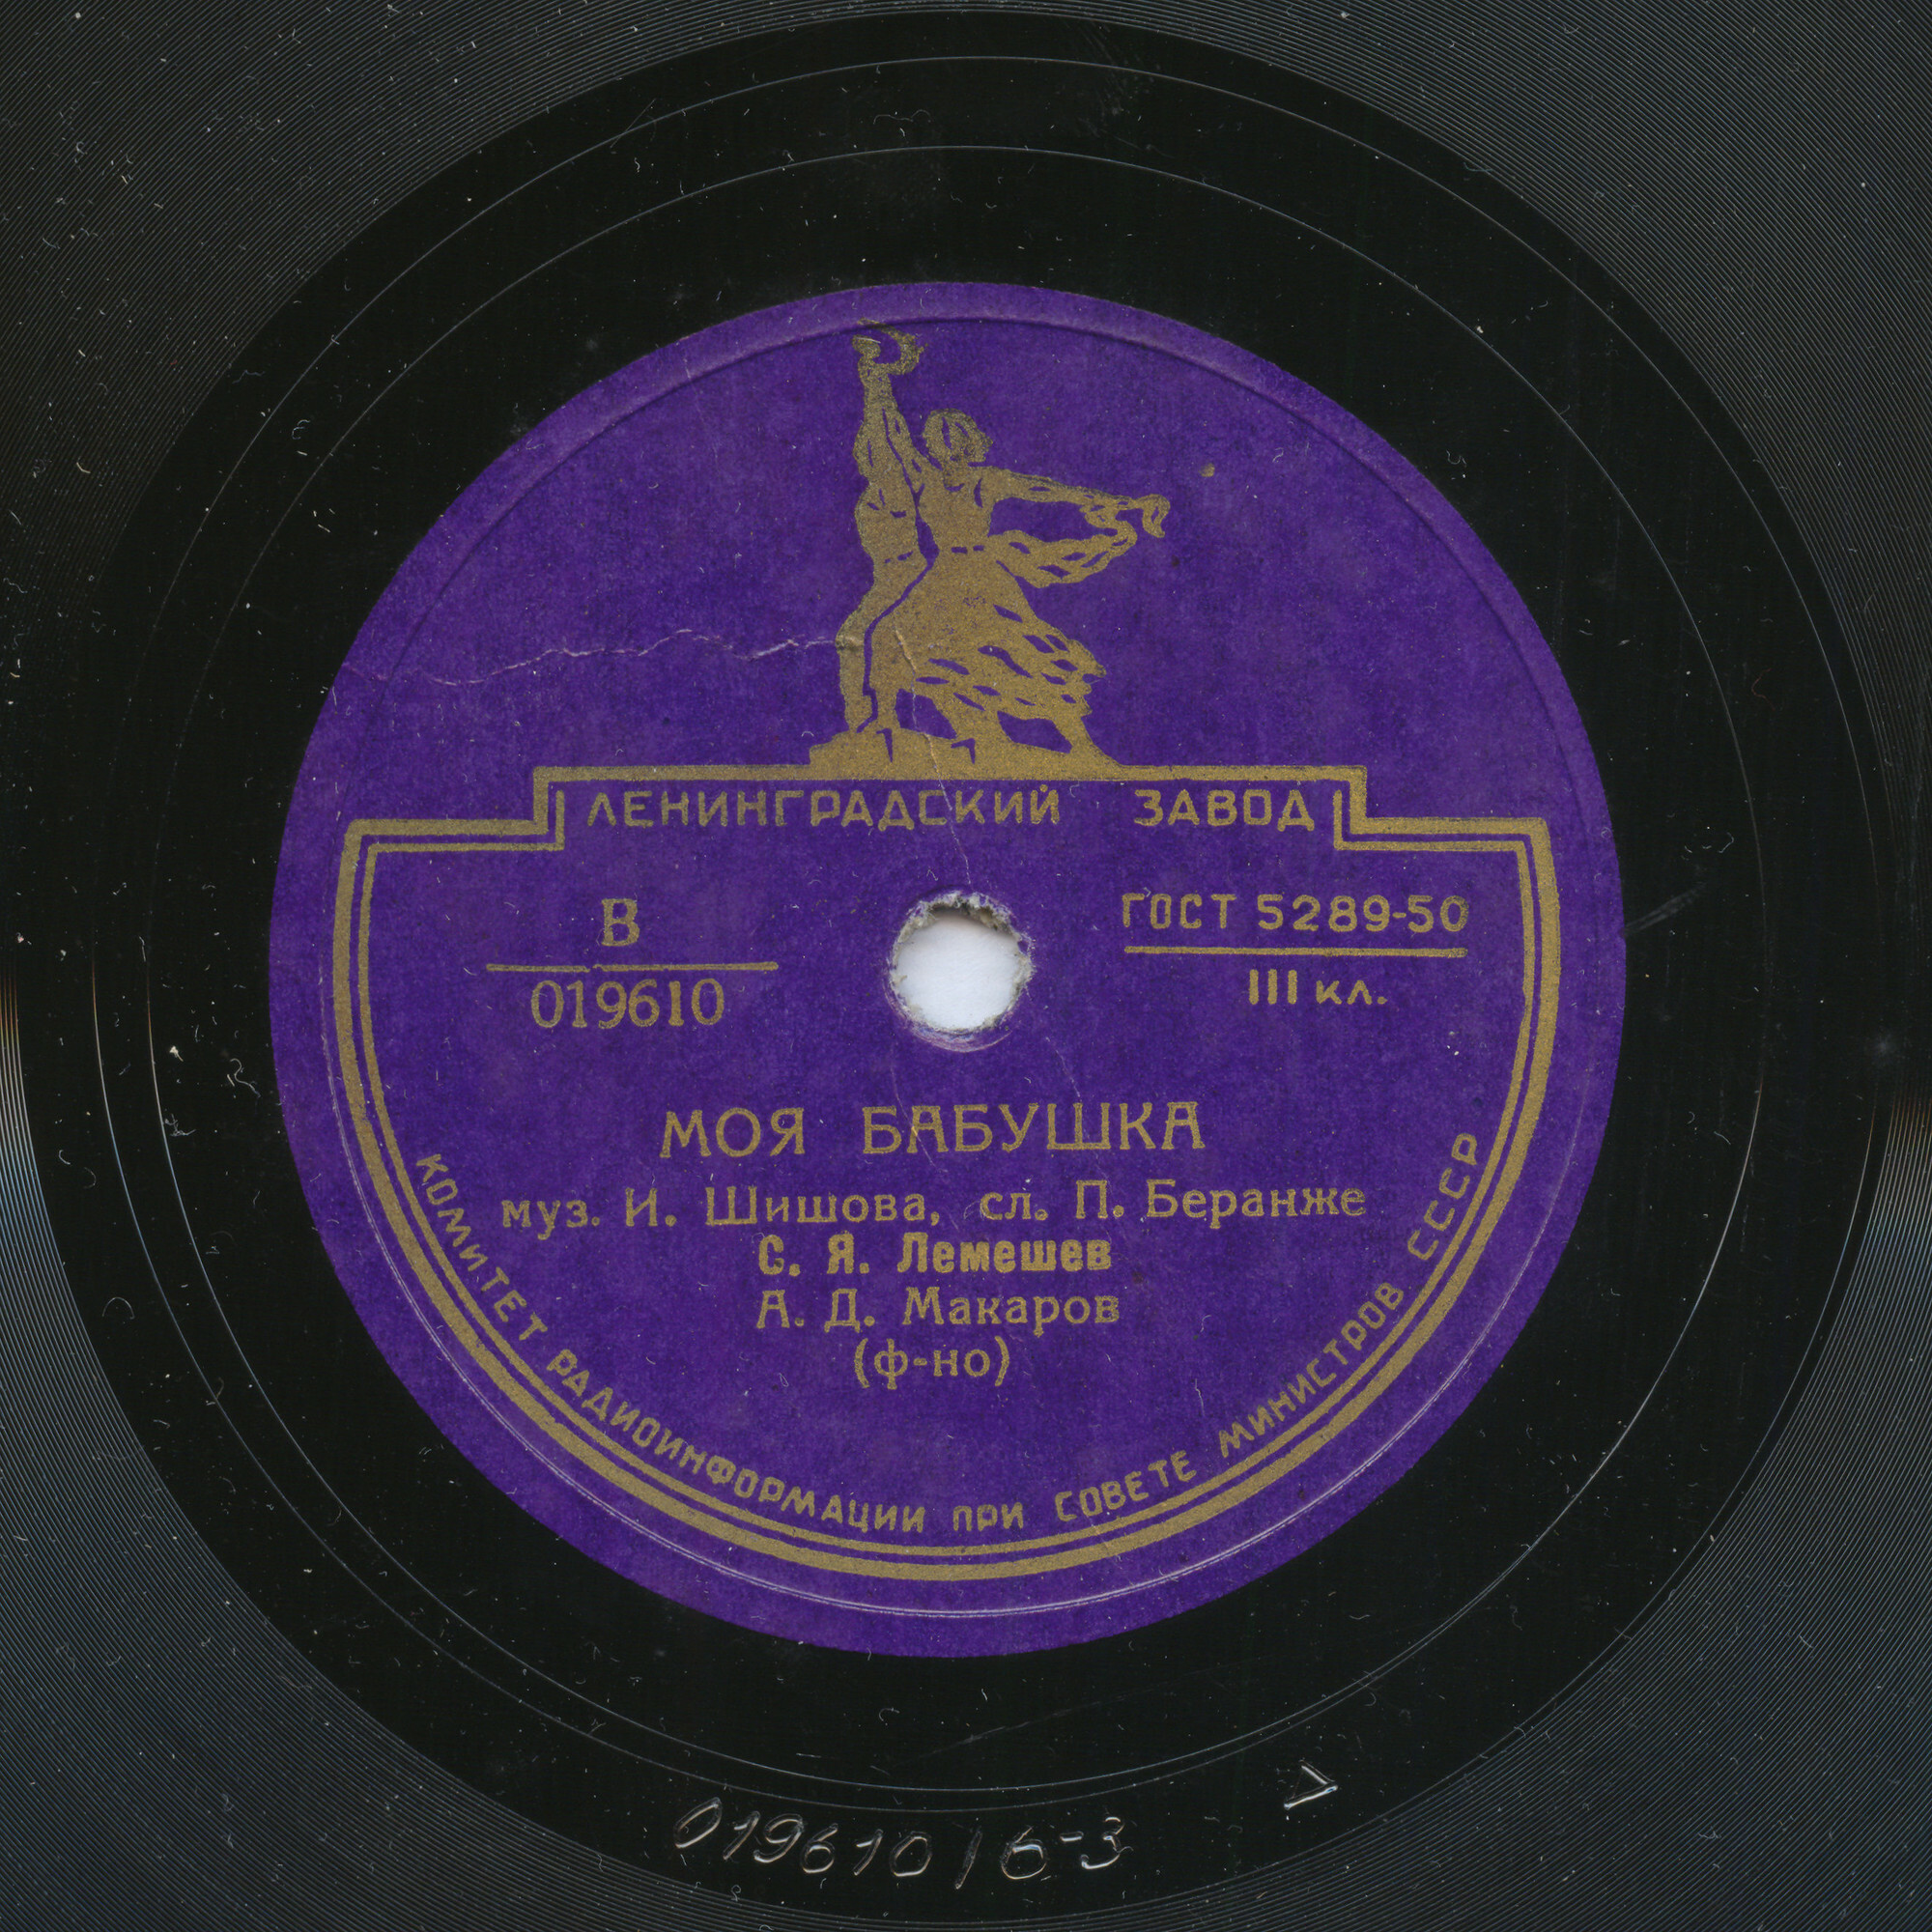 ЛЕНИНГРАДСКИЙ ЗАВОД
В
019610
ГОСТ 5289-50
III кл.
МОЯ БАБУШКА
муз. И. Шишова, сл. П. Беранже
С. Я. Лемешев
А. Д. Макаров
(ф-но)
КОМИТЕТ РАДИОИНФОРМАЦИИ ПРИ СОВЕТЕ МИНИСТРОВ СССР
019610/6-3